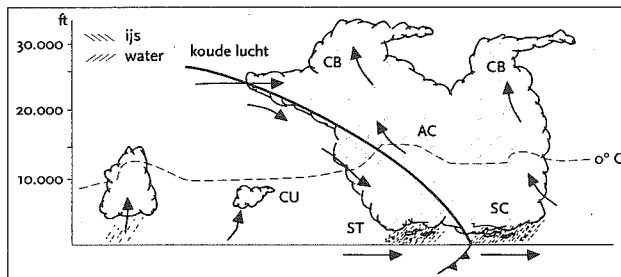 ft
ijs
water
30.000
koude lucht
CB
CB
20.000
AC
0° C
10.000
CU
ST
SC